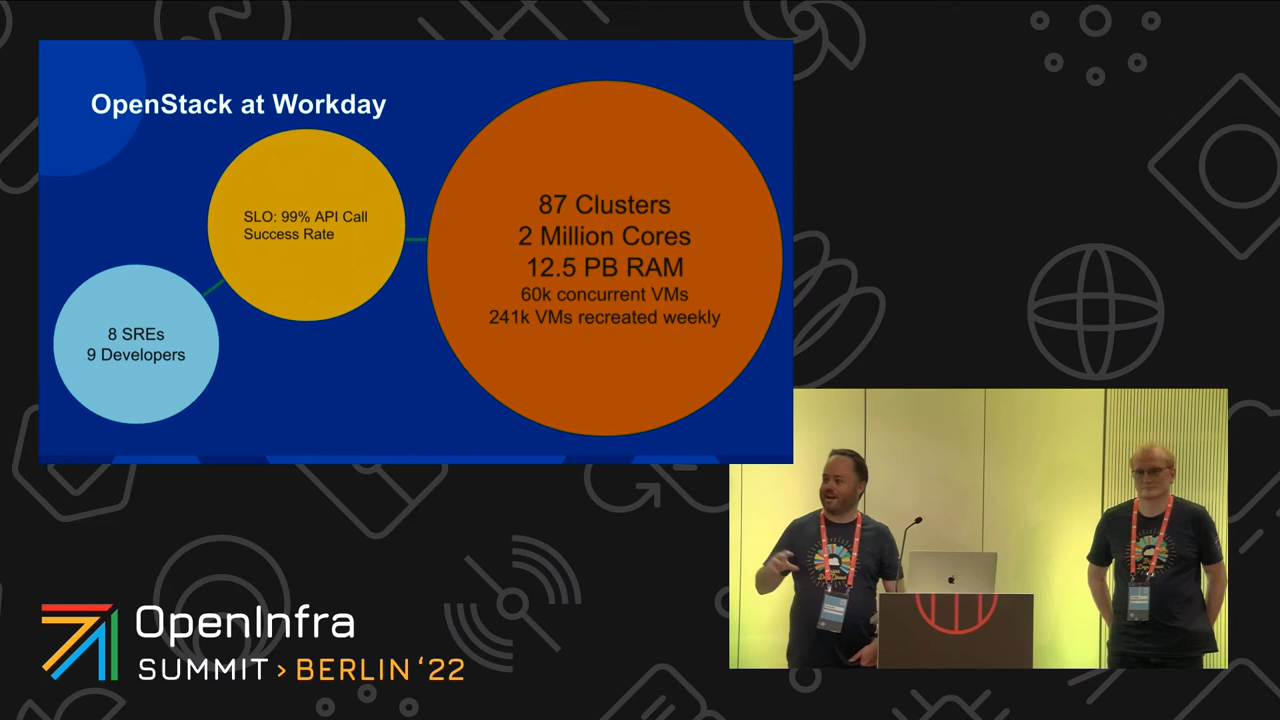 OpenStack at Workday
SLO: 99% API Call
Success Rate
8 SREs
9 Developers
87 Clusters
2 Million Cores
12.5 PB RAM
60k concurrent VMs
241k VMs recreated weekly
OpenInfra
SUMMIT > BERLIN ‘22